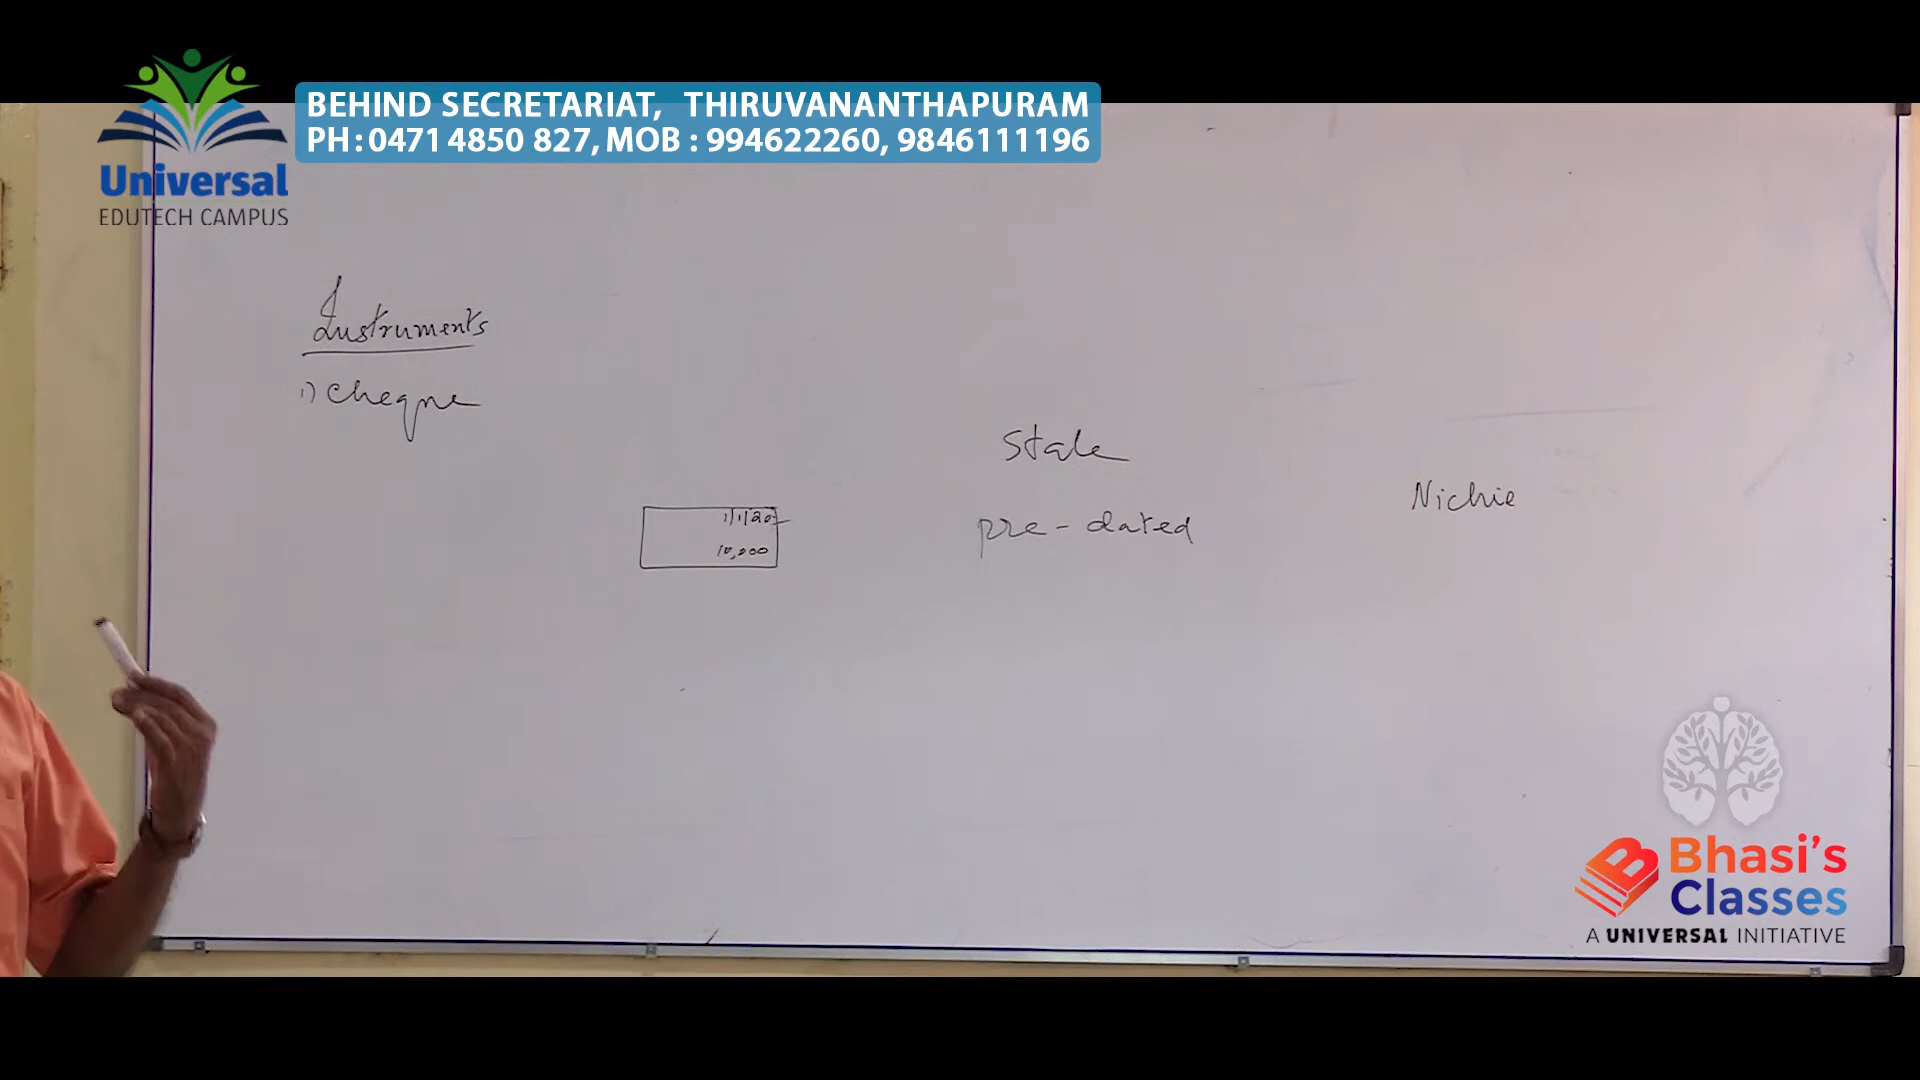 BEHIND SECRETARIAT, THIRUVANANTHAPURAM
PH : 0471 4850 827, MOB : 994622260, 9846111196
Universal
EDUTECH CAMPUS
Instruments
1) Cheque
Stale
Nichie
1/1/20
pre - dated
10,000
Bhasi's
Classes
A UNIVERSAL INITIATIVE